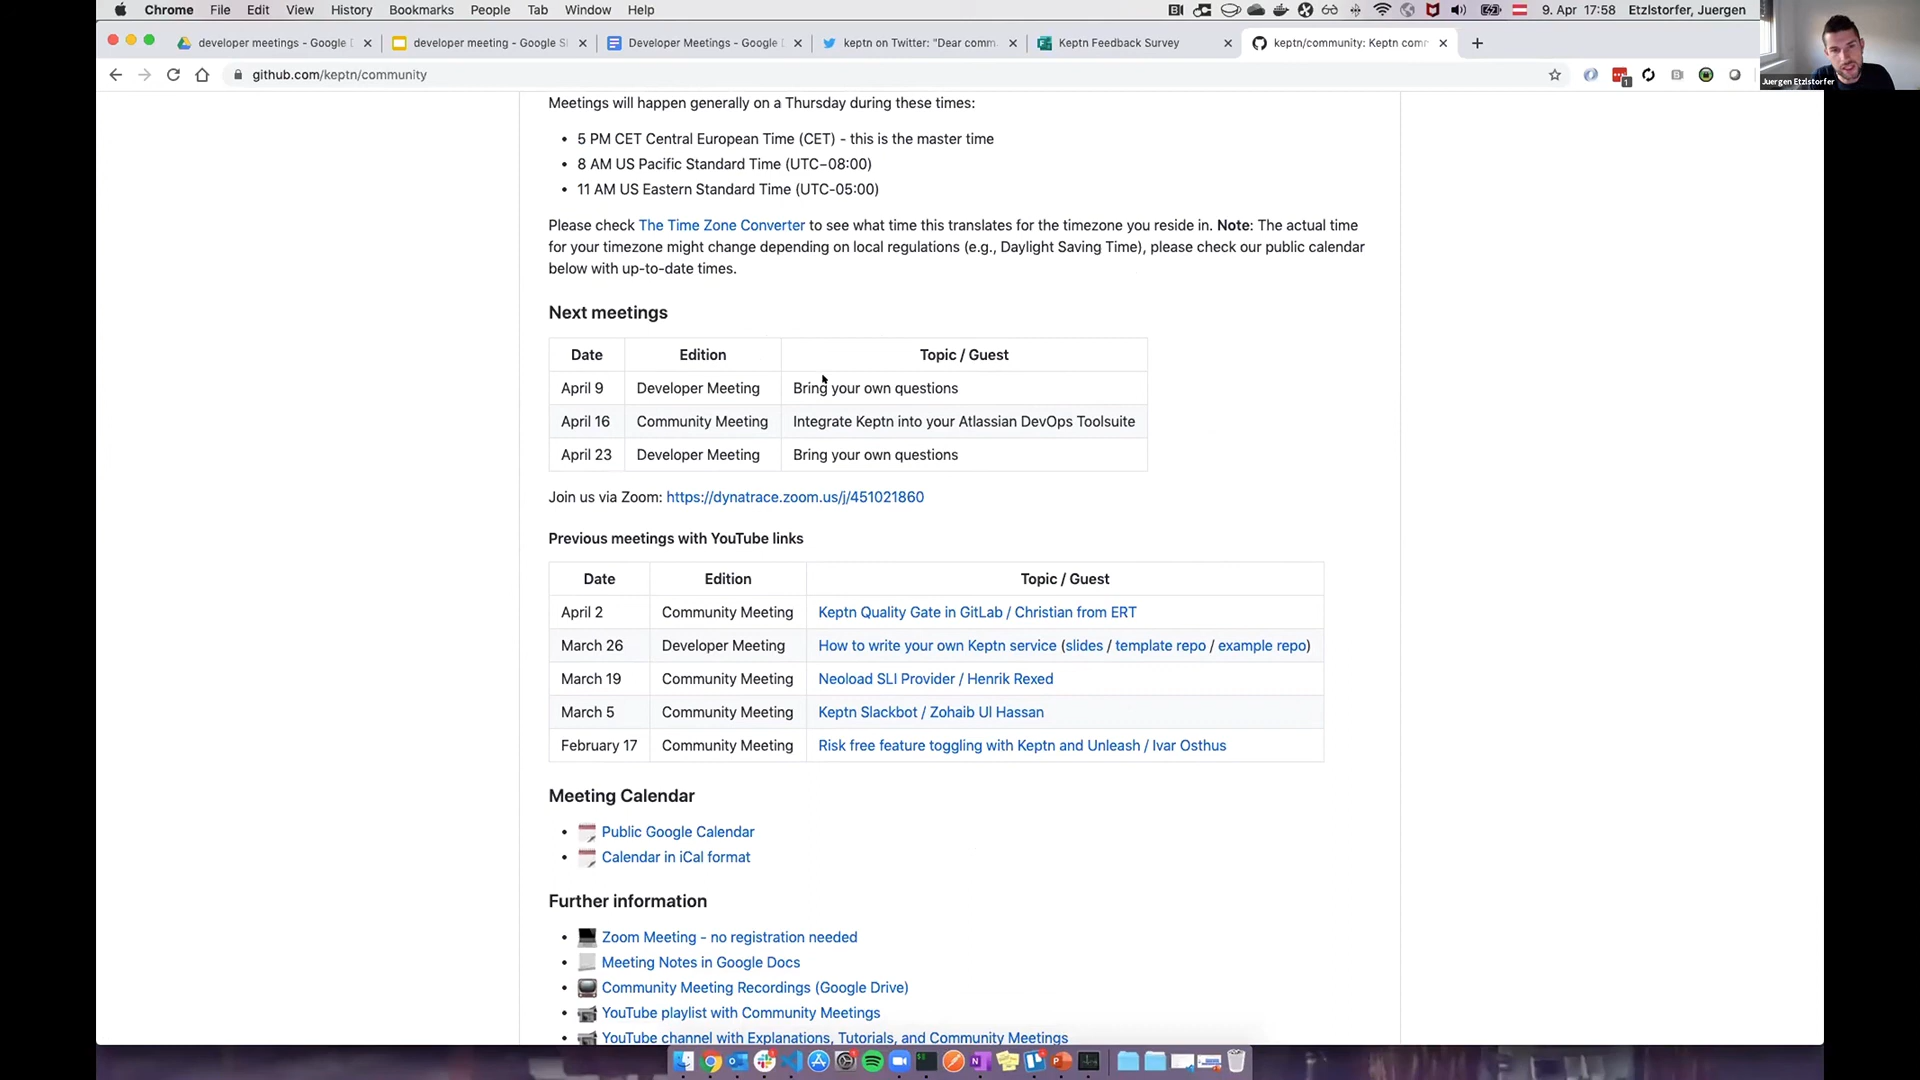 Chrome File Edit View History Bookmarks People Tab Window Help 9. Apr 17:58 Etzlstorfer, Juergen
developer meetings - Google D developer meeting - Google Sl Developer Meetings - Google D keptn on Twitter: "Dear comm Keptn Feedback Survey keptn/community: Keptn comm
github.com/keptn/community
Juergen Etzlstorfer
Meetings will happen generally on a Thursday during these times:
• 5 PM CET Central European Time (CET) - this is the master time
• 8 AM US Pacific Standard Time (UTC−08:00)
• 11 AM US Eastern Standard Time (UTC-05:00)
Please check The Time Zone Converter to see what time this translates for the timezone you reside in. Note: The actual time
for your timezone might change depending on local regulations (e.g., Daylight Saving Time), please check our public calendar
below with up-to-date times.
Next meetings
Date Edition Topic / Guest
April 9 Developer Meeting Bring your own questions
April 16 Community Meeting Integrate Keptn into your Atlassian DevOps Toolsuite
April 23 Developer Meeting Bring your own questions
Join us via Zoom: https://dynatrace.zoom.us/j/451021860
Previous meetings with YouTube links
Date Edition Topic / Guest
April 2 Community Meeting Keptn Quality Gate in GitLab / Christian from ERT
March 26 Developer Meeting How to write your own Keptn service (slides / template repo / example repo)
March 19 Community Meeting Neoload SLI Provider / Henrik Rexed
March 5 Community Meeting Keptn Slackbot / Zohaib Ul Hassan
February 17 Community Meeting Risk free feature toggling with Keptn and Unleash / Ivar Osthus
Meeting Calendar
• Public Google Calendar
• Calendar in iCal format
Further information
• Zoom Meeting - no registration needed
• Meeting Notes in Google Docs
• Community Meeting Recordings (Google Drive)
• YouTube playlist with Community Meetings
• YouTube channel with Explanations, Tutorials, and Community Meetings